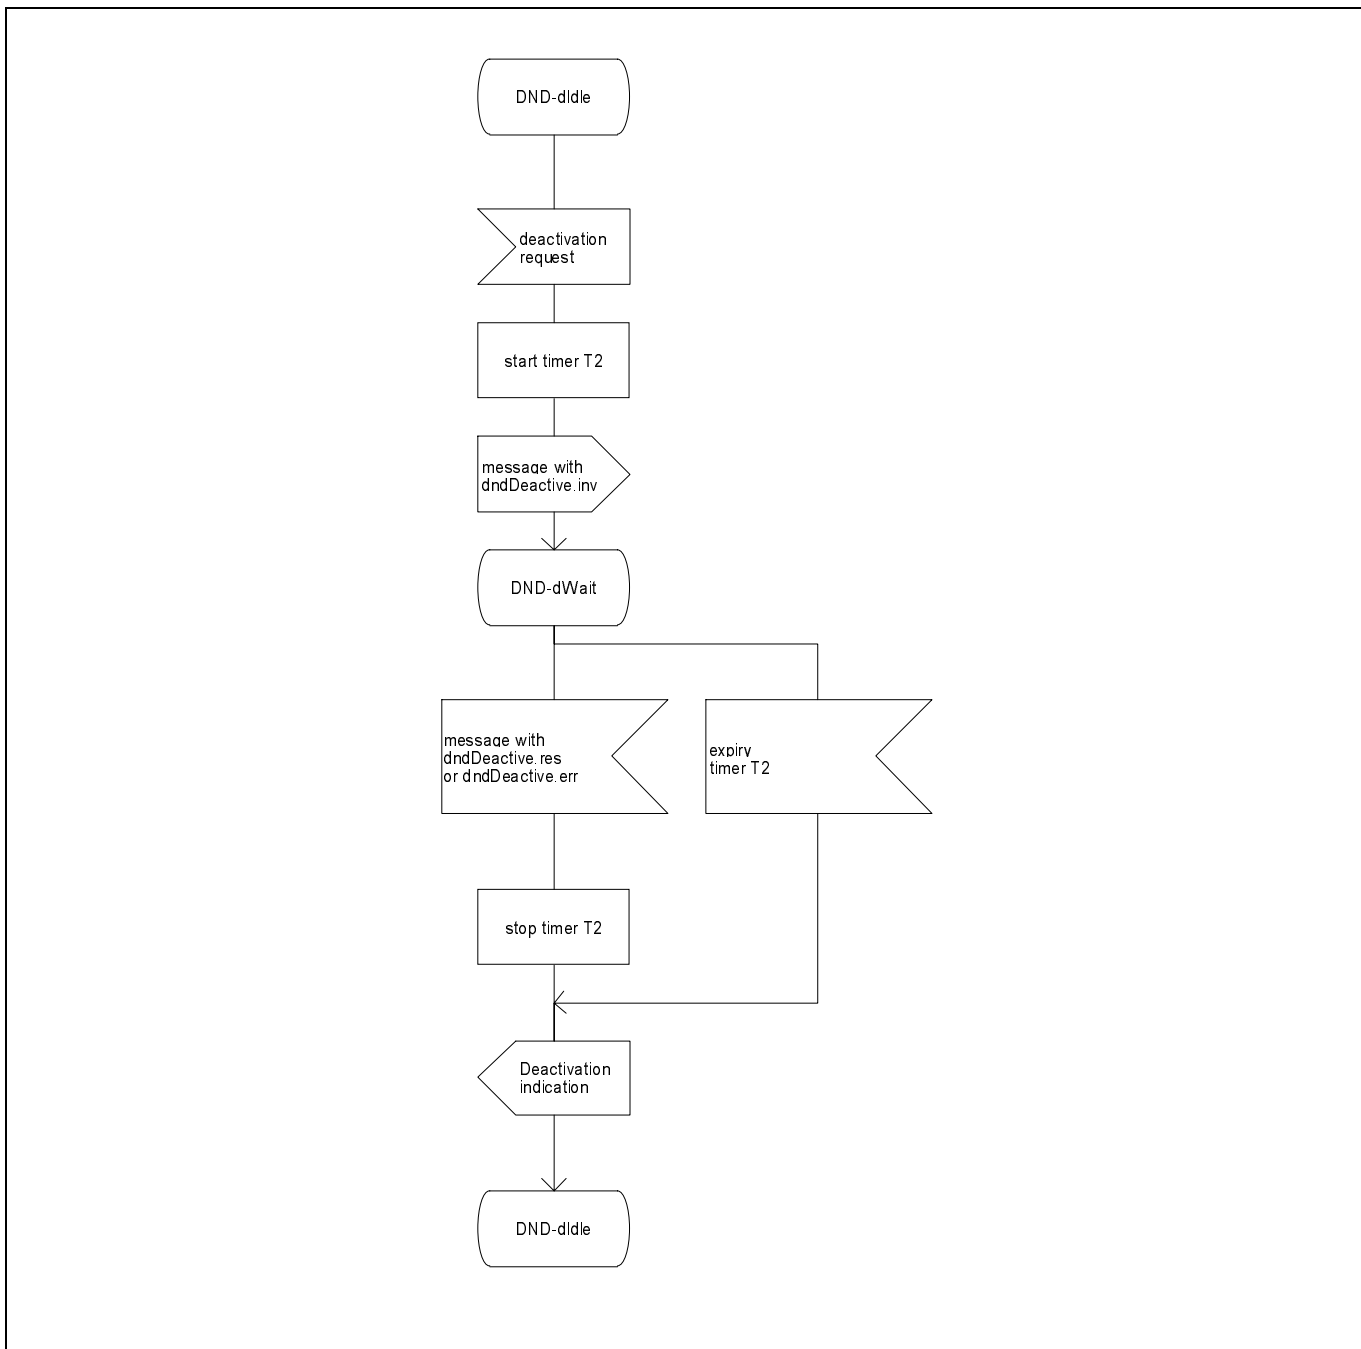 DND-dIdle
deactivation
request
start timer T2
message with
dndDeactive.inv
DND-dWait
message with
dndDeactive.res
or dndDeactive.err
expiry
timer T2
stop timer T2
Deactivation
indication
DND-dIdle